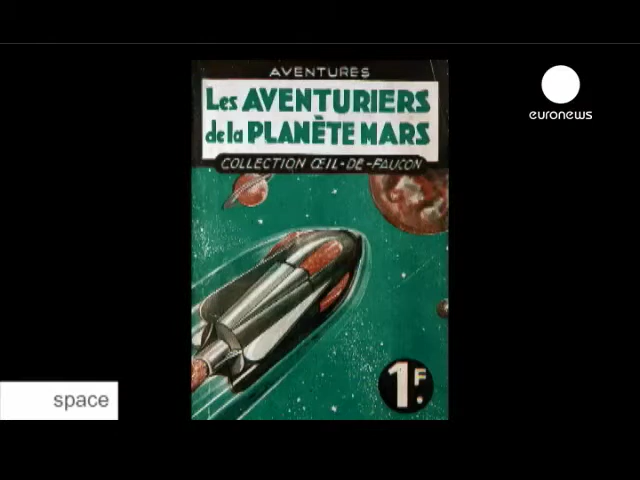 AVENTURES
Les AVENTURIERS
de la PLANÈTE MARS
COLLECTION ŒIL-DE-FAUCON
euronews
1F.
space